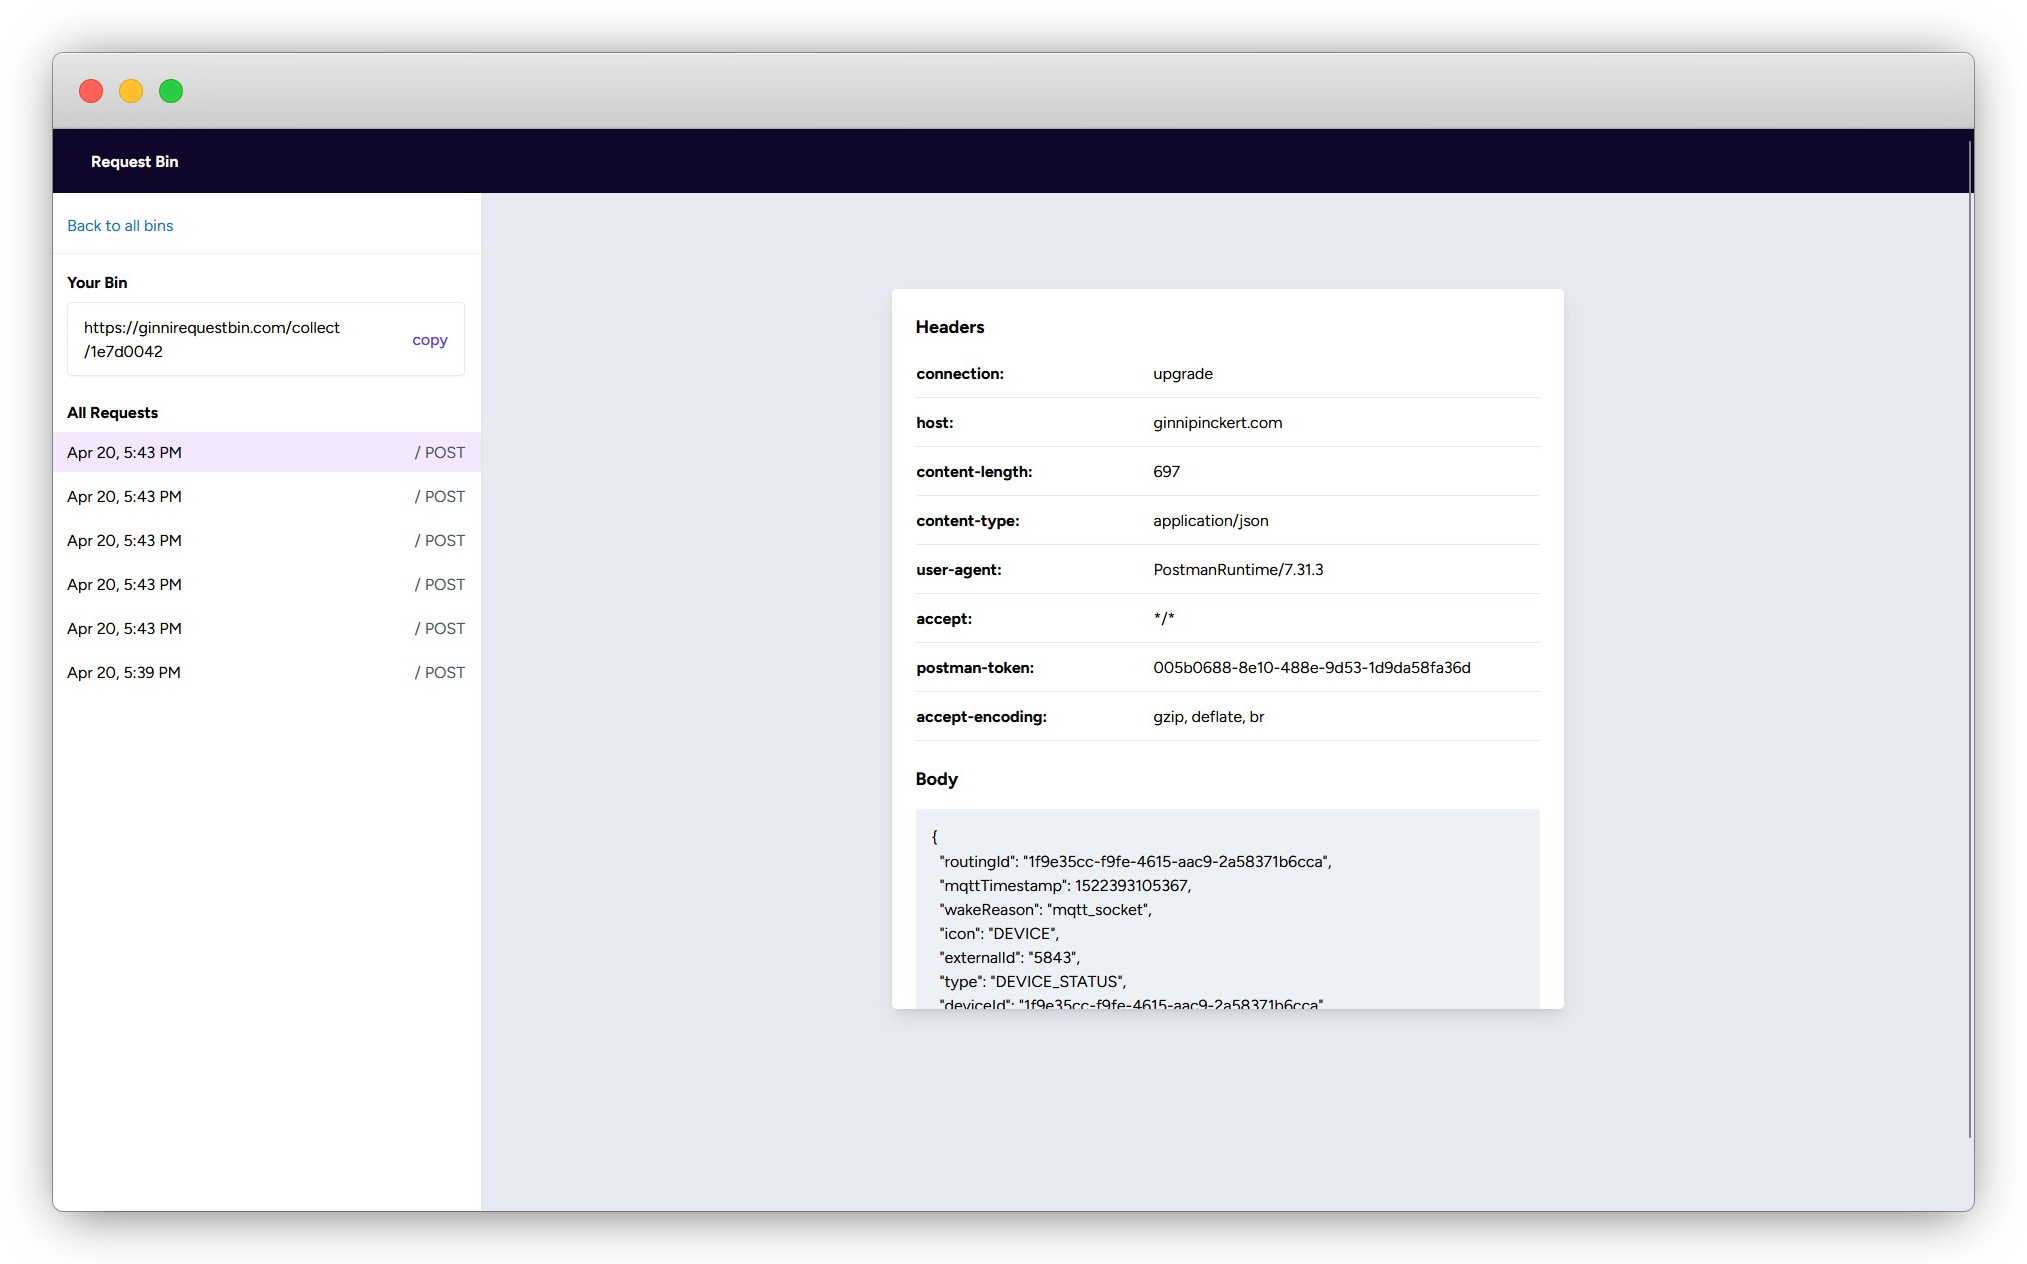 Request Bin
Back to all bins
Your Bin
https://ginnirequestbin.com/collect
/1e7d0042
copy
All Requests
Apr 20, 5:43 PM / POST
Apr 20, 5:43 PM / POST
Apr 20, 5:43 PM / POST
Apr 20, 5:43 PM / POST
Apr 20, 5:43 PM / POST
Apr 20, 5:39 PM / POST
Headers
connection: upgrade
host: ginnipinckert.com
content-length: 697
content-type: application/json
user-agent: PostmanRuntime/7.31.3
accept: */*
postman-token: 005b0688-8e10-488e-9d53-1d9da58fa36d
accept-encoding: gzip, deflate, br
Body
{
"routingId": "1f9e35cc-f9fe-4615-aac9-2a58371b6cca",
"mqttTimestamp": 1522393105367,
"wakeReason": "mqtt_socket",
"icon": "DEVICE",
"externalId": "5843",
"type": "DEVICE_STATUS",
"deviceId": "1f9e35cc-f9fe-4615-aac9-2a58371b6cca"